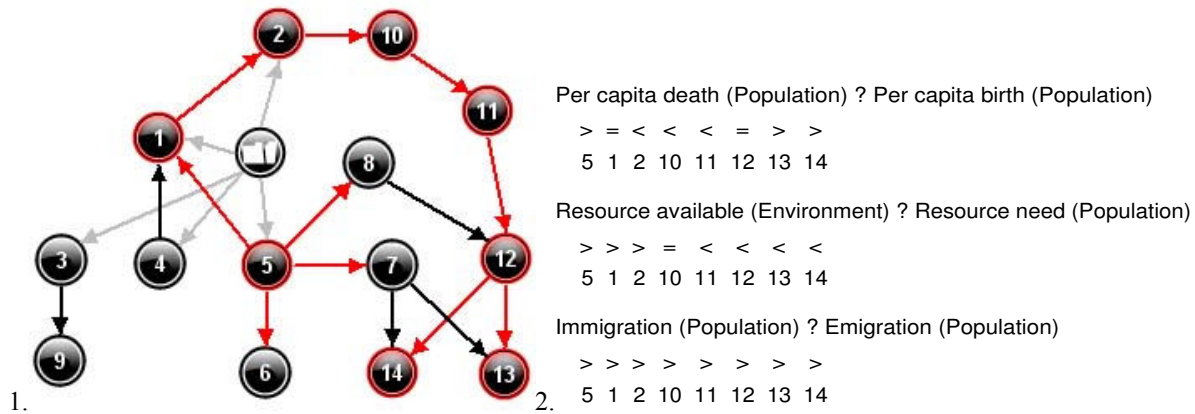 2
10
11
1
8
3
4
5
7
12
9
6
14
13
1.
2.
Per capita death (Population) ? Per capita birth (Population)
> = < < < = > >
5 1 2 10 11 12 13 14
Resource available (Environment) ? Resource need (Population)
> > > = < < < <
5 1 2 10 11 12 13 14
Immigration (Population) ? Emigration (Population)
> > > > > > > >
5 1 2 10 11 12 13 14